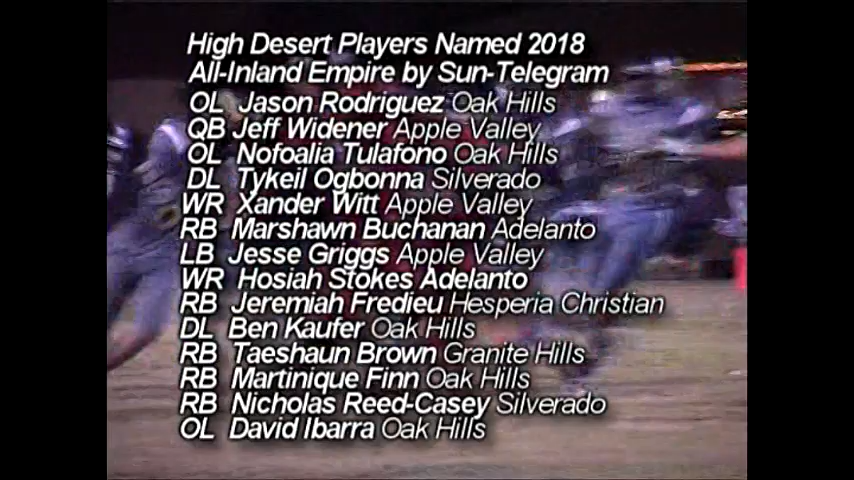 High Desert Players Named 2018
All-Inland Empire by Sun-Telegram
OL Jason Rodriguez Oak Hills
QB Jeff Widener Apple Valley
OL Nofoalia Tulafono Oak Hills
DL Tykeil Ogbonna Silverado
WR Xander Witt Apple Valley
RB Marshawn Buchanan Adelanto
LB Jesse Griggs Apple Valley
WR Hosiah Stokes Adelanto
RB Jeremiah Fredieu Hesperia Christian
DL Ben Kaufer Oak Hills
RB Taeshaun Brown Granite Hills
RB Martinique Finn Oak Hills
RB Nicholas Reed-Casey Silverado
OL David Ibarra Oak Hills